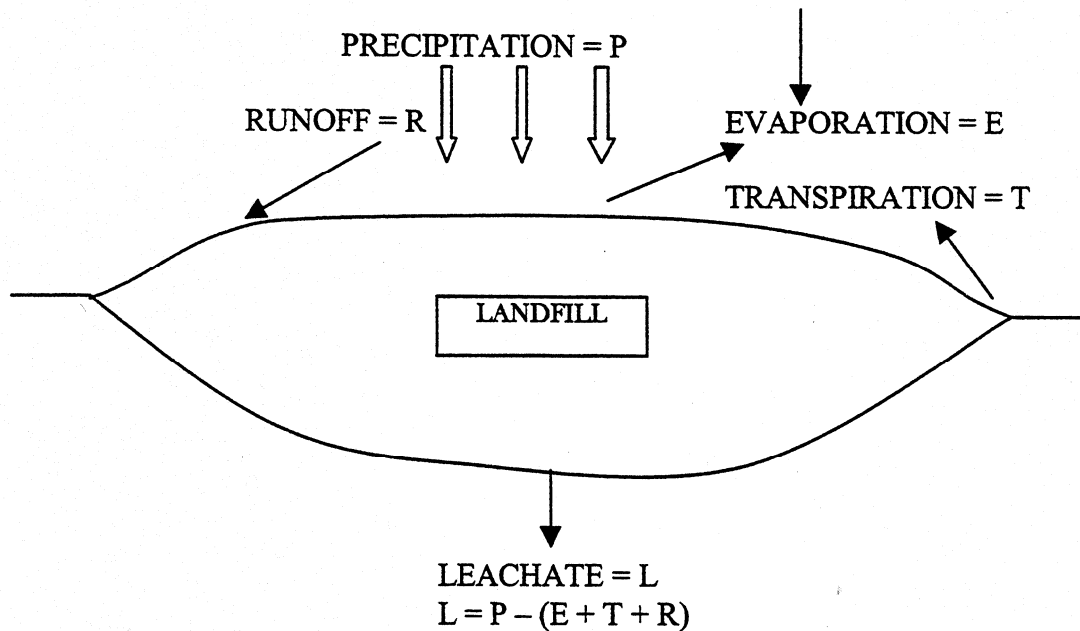 PRECIPITATION = P
RUNOFF = R
EVAPORATION = E
TRANSPIRATION = T
LANDFILL
LEACHATE = L
L = P – (E + T + R)